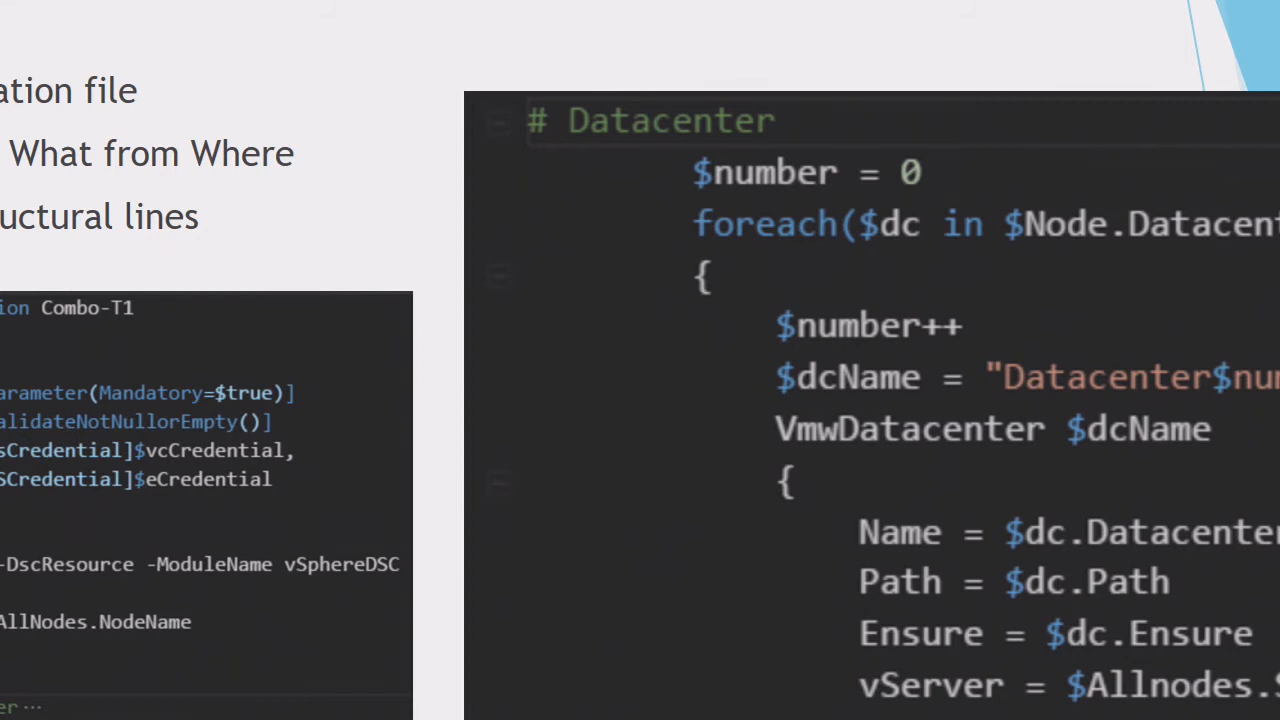 ation file
What from Where
uctural lines
ion Combo-T1
arameter(Mandatory=$true)]
alidateNotNullorEmpty()]
sCredential]$vcCredential,
SCredential]$eCredential
-DscResource -ModuleName vSphereDSC
AllNodes.NodeName
er ...
# Datacenter
$number = 0
foreach($dc in $Node.Datacent
{
$number++
$dcName = "Datacenter$num
VmwDatacenter $dcName
{
Name = $dc.Datacenter
Path = $dc.Path
Ensure = $dc.Ensure
vServer = $Allnodes.S